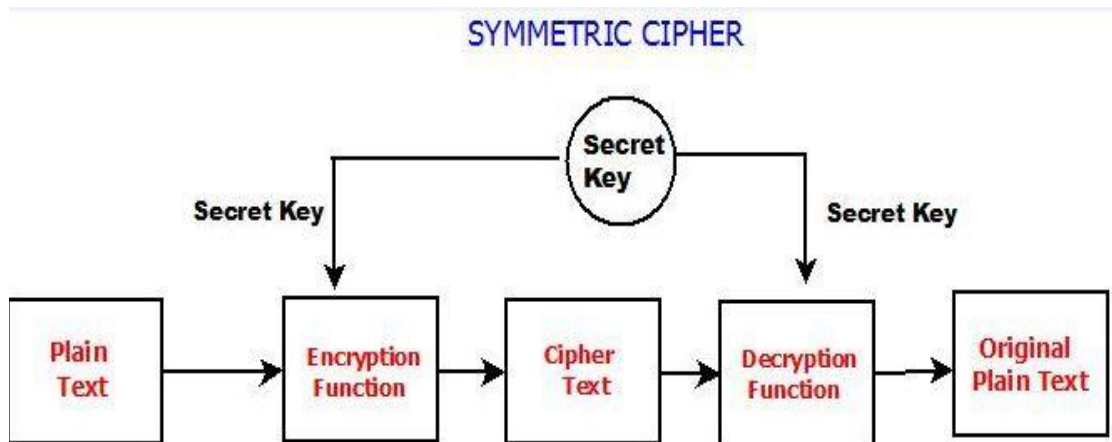 SYMMETRIC CIPHER
Secret
Key
Secret Key
Secret Key
Plain
Text
Encryption
Function
Cipher
Text
Decryption
Function
Original
Plain Text